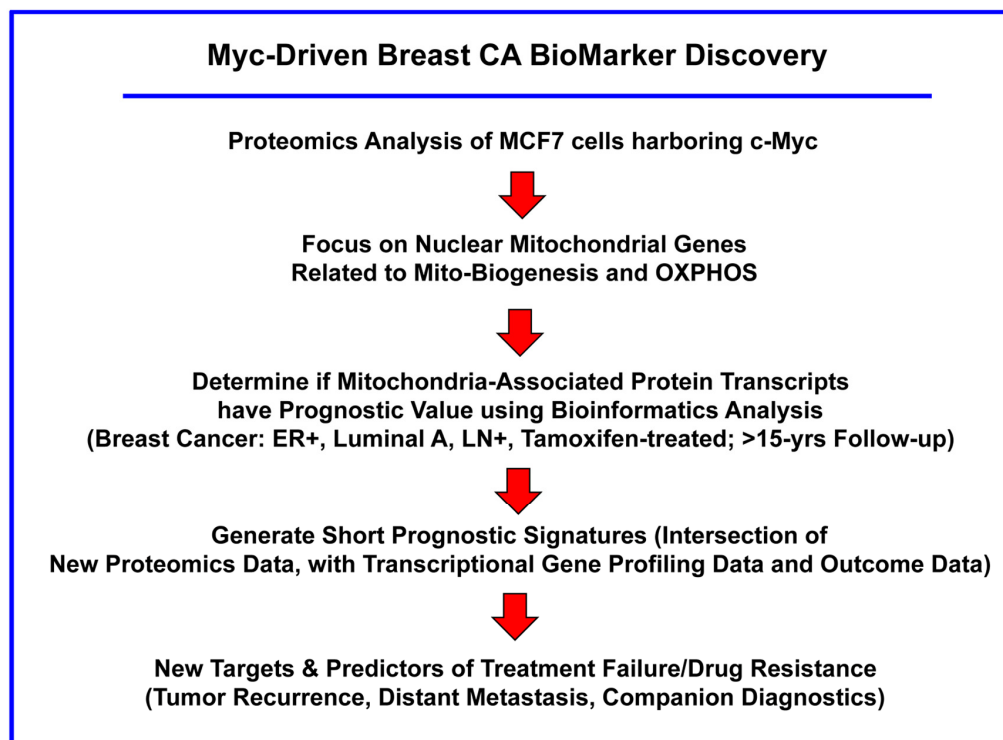 Myc-Driven Breast CA BioMarker Discovery
Proteomics Analysis of MCF7 cells harboring c-Myc
Focus on Nuclear Mitochondrial Genes
Related to Mito-Biogenesis and OXPHOS
Determine if Mitochondria-Associated Protein Transcripts
have Prognostic Value using Bioinformatics Analysis
(Breast Cancer: ER+, Luminal A, LN+, Tamoxifen-treated; >15-yrs Follow-up)
Generate Short Prognostic Signatures (Intersection of
New Proteomics Data, with Transcriptional Gene Profiling Data and Outcome Data)
New Targets & Predictors of Treatment Failure/Drug Resistance
(Tumor Recurrence, Distant Metastasis, Companion Diagnostics)